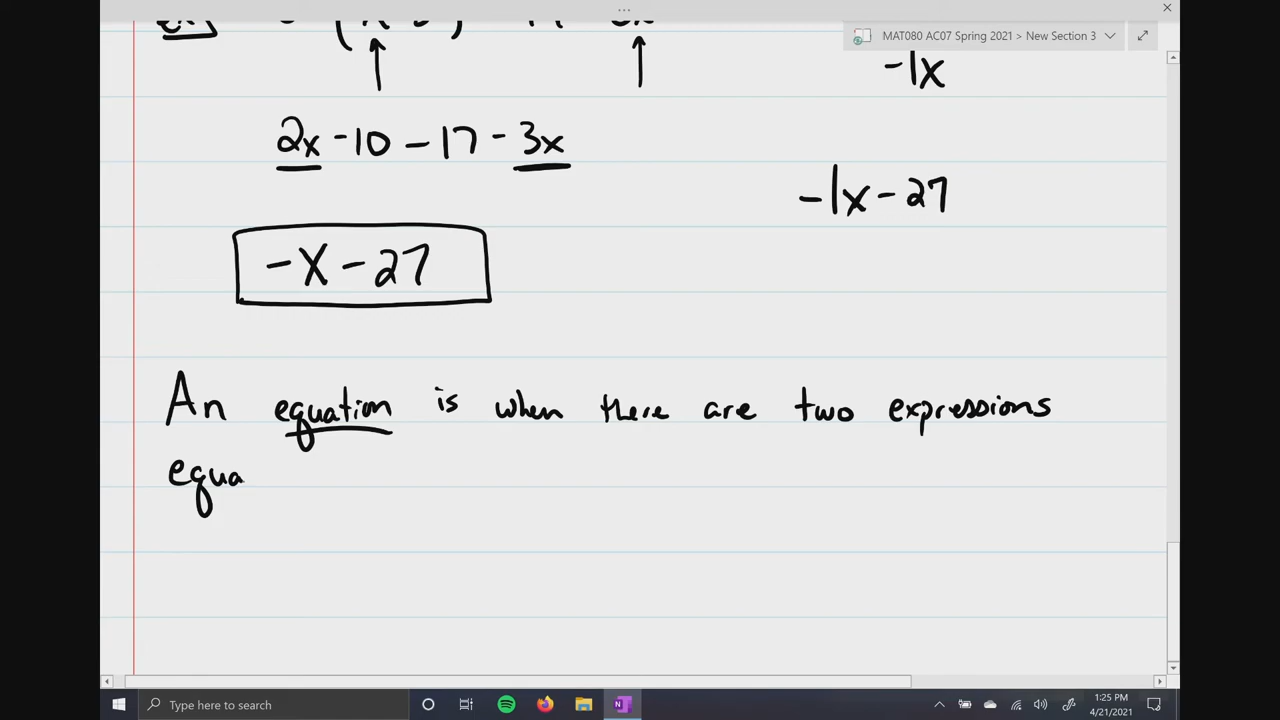 MAT080 AC07 Spring 2021 > New Section 3
-1x
2x - 10 - 17 - 3x
-1x - 27
-x - 27
An equation is when there are two expressions
equa
Type here to search
1:25 PM
4/21/2021